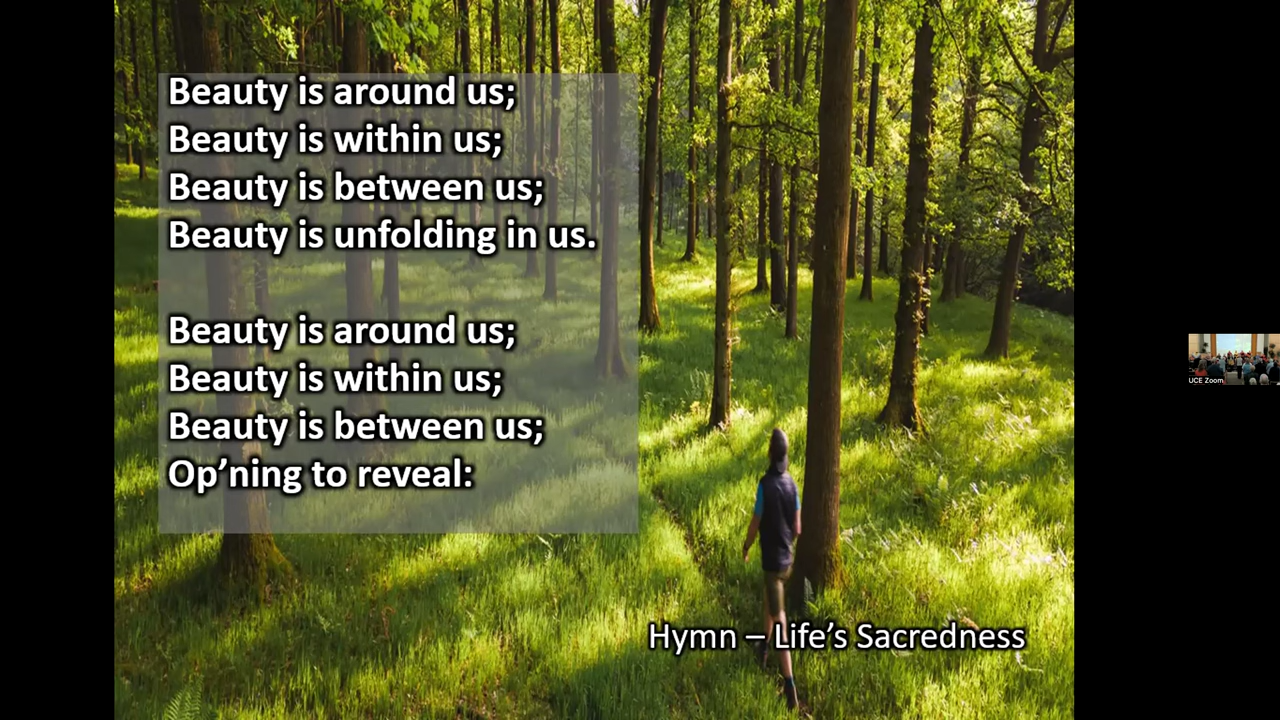 Beauty is around us;
Beauty is within us;
Beauty is between us;
Beauty is unfolding in us.
Beauty is around us;
Beauty is within us;
Beauty is between us;
Op’ning to reveal:
Hymn – Life’s Sacredness
UCE Zoom